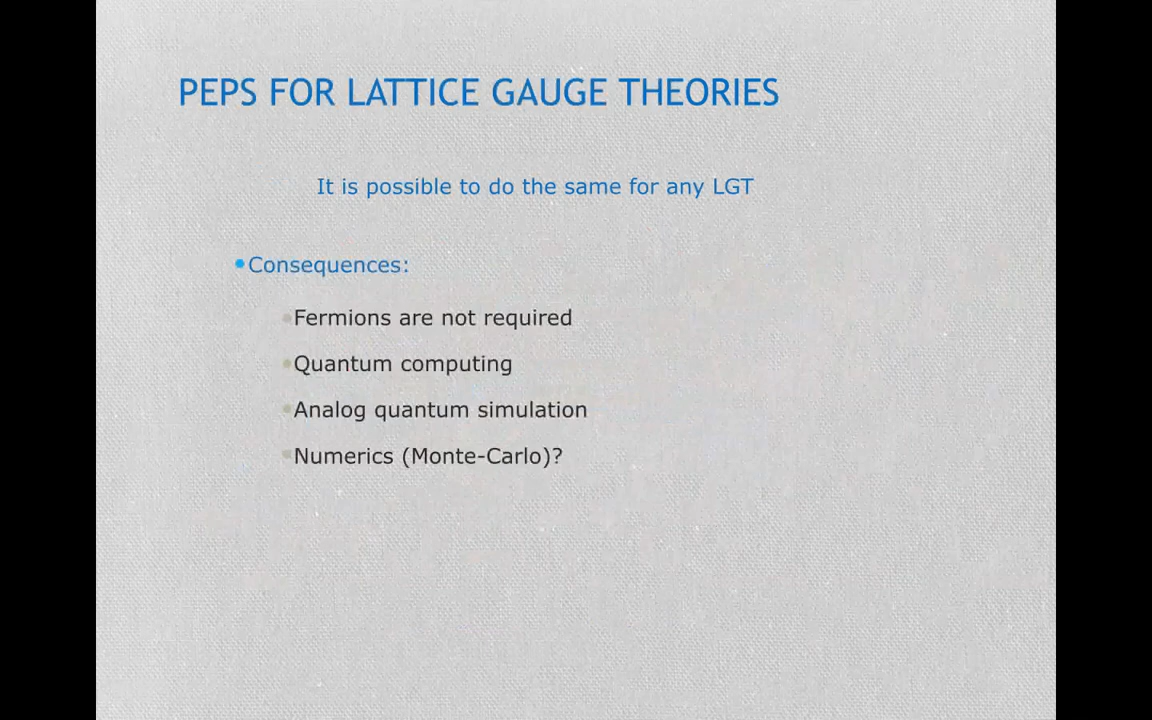 PEPS FOR LATTICE GAUGE THEORIES
It is possible to do the same for any LGT
•Consequences:
•Fermions are not required
•Quantum computing
•Analog quantum simulation
•Numerics (Monte-Carlo)?